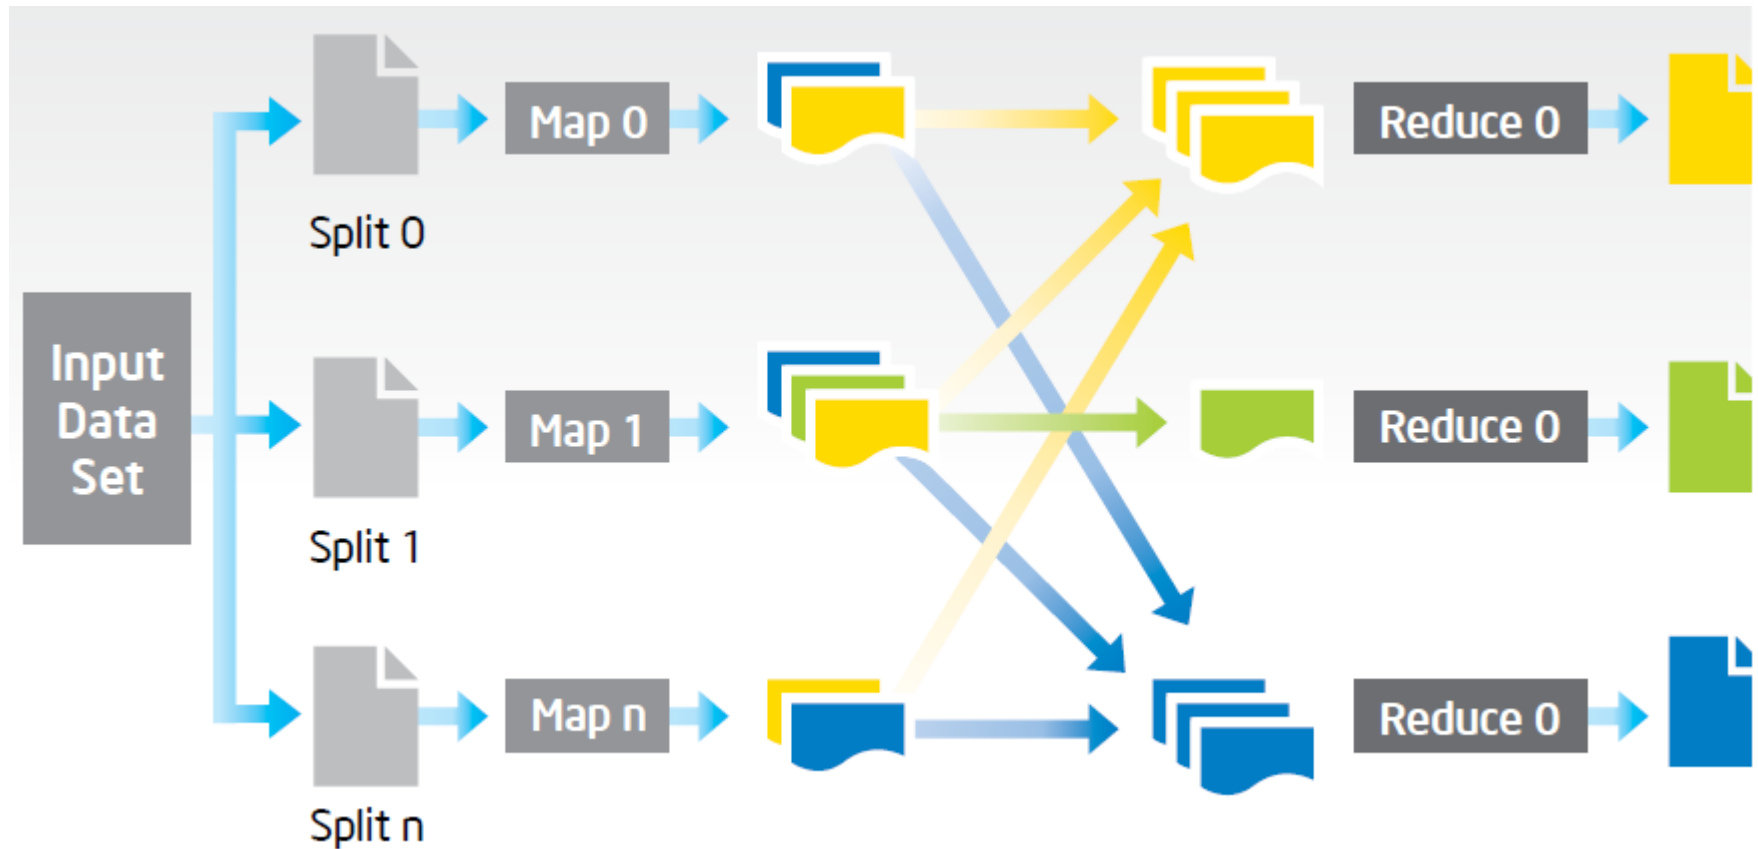 Split 0
Map 0
Reduce 0
Input
Data
Set
Split 1
Map 1
Reduce 0
Split n
Map n
Reduce 0